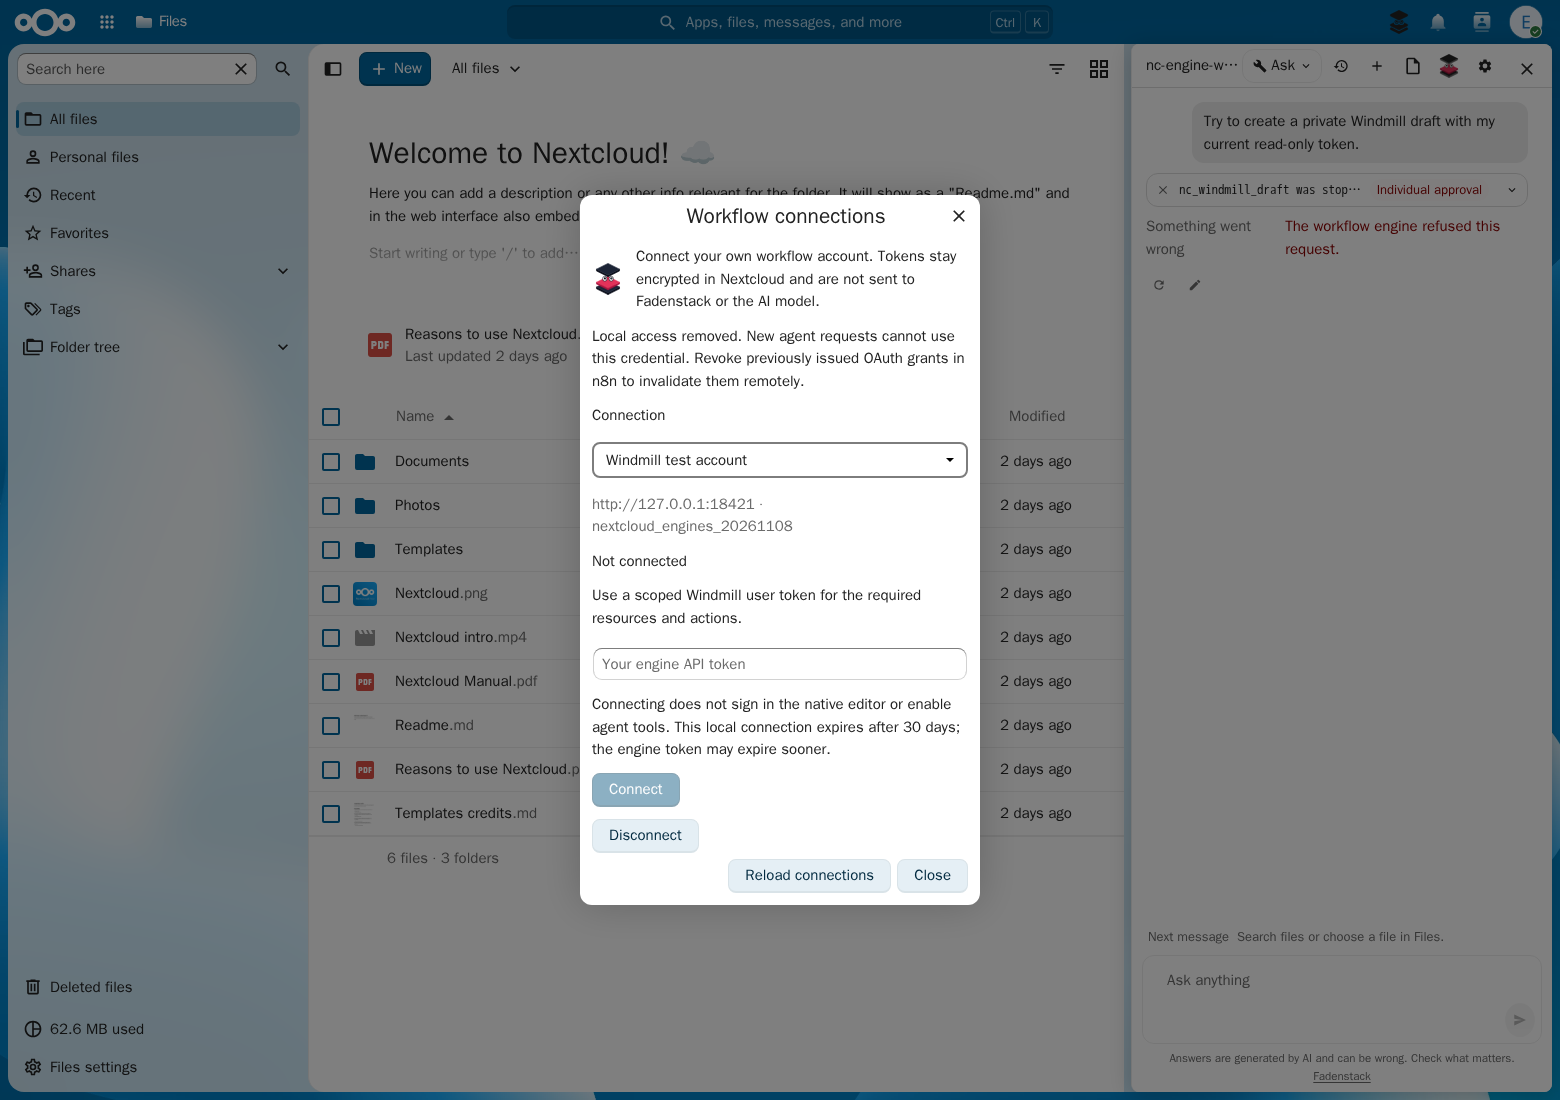 Files
Apps, files, messages, and more
Ctrl
K
E
Search here
New
All files
nc-engine-w···
Ask
All files
Personal files
Recent
Favorites
Shares
Tags
Folder tree
Welcome to Nextcloud!
Here you can add a description or any other info relevant for the folder. It will show as a "Readme.md" and
in the web interface also embed
Start writing or type '/' to add···
PDF
Reasons to use Nextcloud.
Last updated 2 days ago
Name
Modified
Documents
2 days ago
Photos
2 days ago
Templates
2 days ago
Nextcloud.png
2 days ago
Nextcloud intro.mp4
2 days ago
PDF
Nextcloud Manual.pdf
2 days ago
Readme.md
2 days ago
PDF
Reasons to use Nextcloud.p
2 days ago
Templates credits.md
2 days ago
6 files · 3 folders
Deleted files
62.6 MB used
Files settings
Workflow connections
Connect your own workflow account. Tokens stay
encrypted in Nextcloud and are not sent to
Fadenstack or the AI model.
Local access removed. New agent requests cannot use
this credential. Revoke previously issued OAuth grants in
n8n to invalidate them remotely.
Connection
Windmill test account
http://127.0.0.1:18421 ·
nextcloud_engines_20261108
Not connected
Use a scoped Windmill user token for the required
resources and actions.
Your engine API token
Connecting does not sign in the native editor or enable
agent tools. This local connection expires after 30 days;
the engine token may expire sooner.
Connect
Disconnect
Reload connections
Close
Try to create a private Windmill draft with my
current read-only token.
nc_windmill_draft was stop···
Individual approval
Something went
wrong
The workflow engine refused this
request.
Next message
Search files or choose a file in Files.
Ask anything
Answers are generated by AI and can be wrong. Check what matters.
Fadenstack